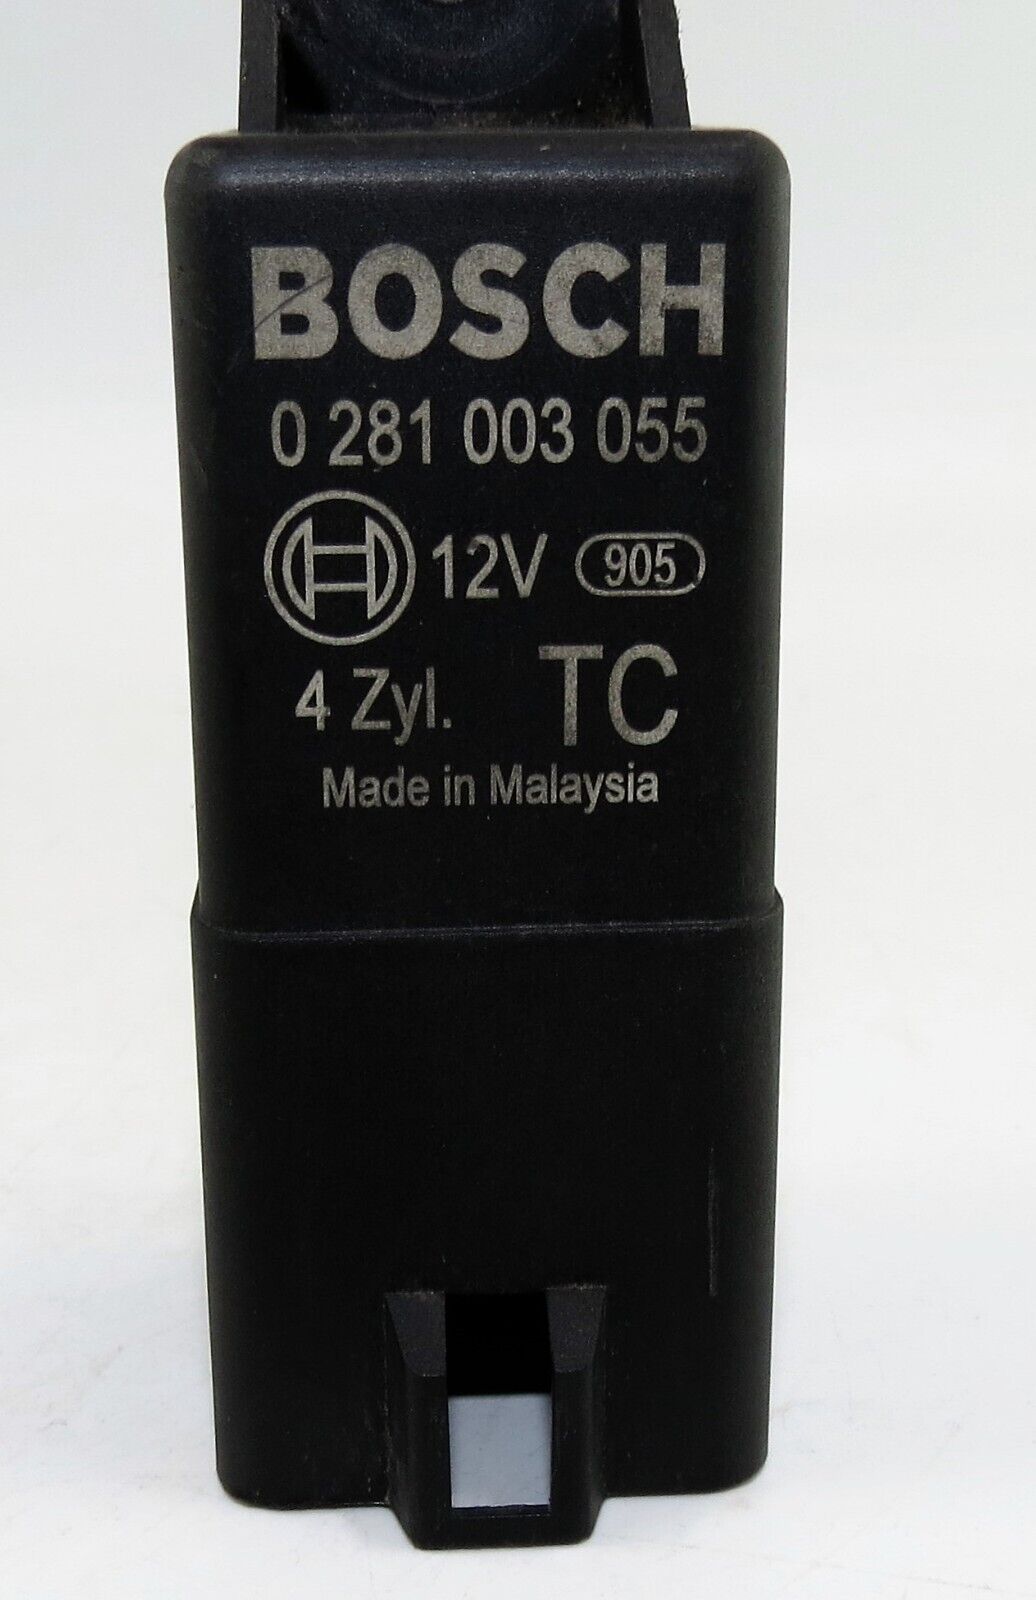 BOSCH
0 281 003 055
12V 905
4 Zyl. TC
Made in Malaysia